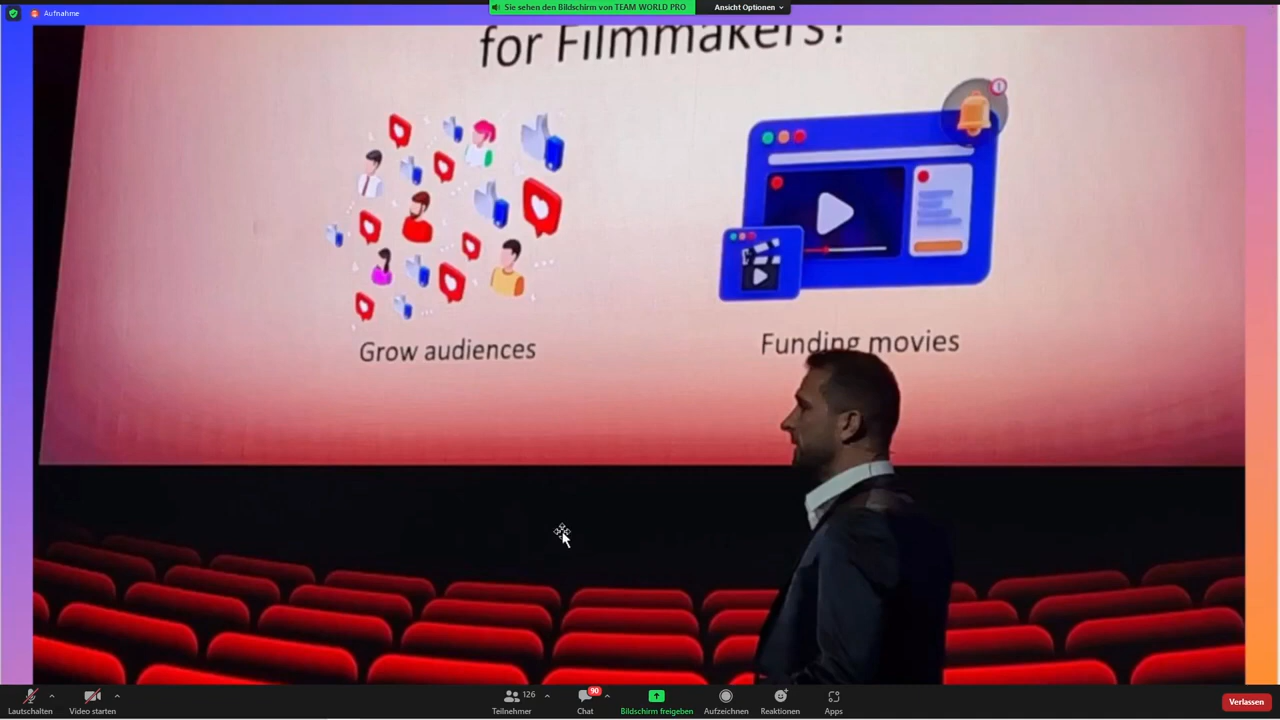 Aufnahme
Sie sehen den Bildschirm von TEAM WORLD PRO
Ansicht Optionen
for Filmmakers?
Grow audiences
Funding movies
Lautschalten
Video starten
126
Teilnehmer
90
Chat
Bildschirm freigeben
Aufzeichnen
Reaktionen
Apps
Verlassen